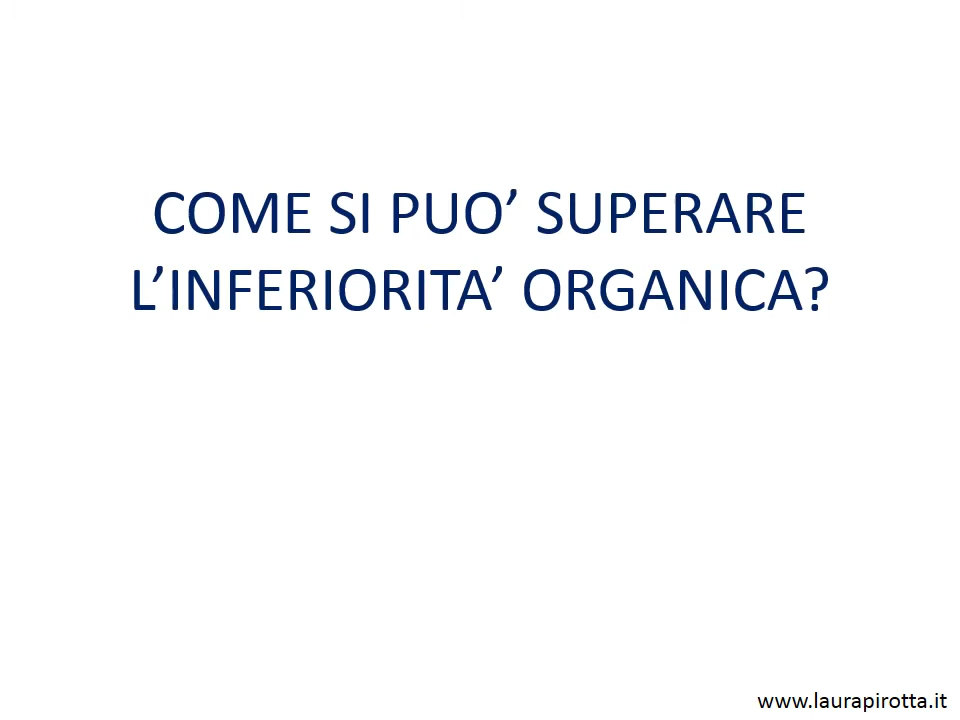 COME SI PUO’ SUPERARE
L’INFERIORITA’ ORGANICA?
www.laurapirotta.it